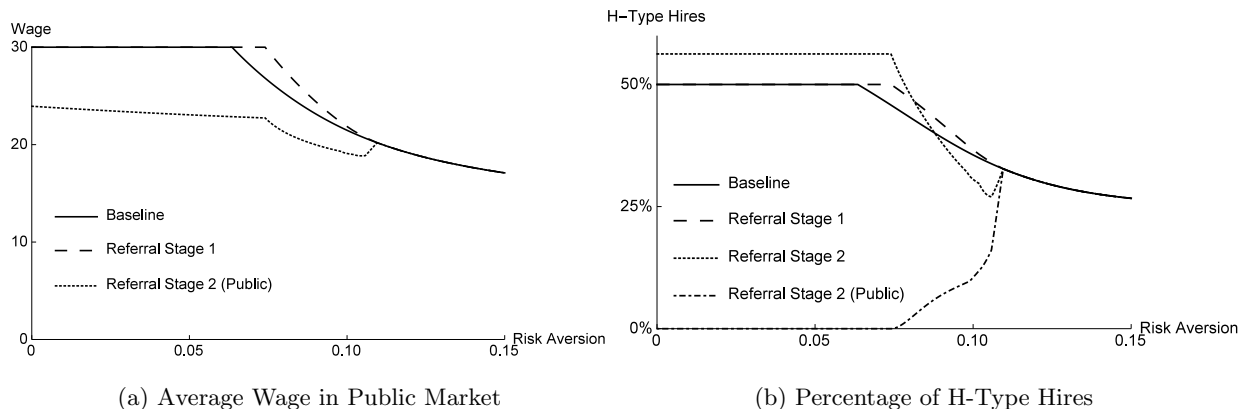 Wage
30
20
10
0
0
0.05
0.10
0.15
Risk Aversion
Baseline
Referral Stage 1
Referral Stage 2 (Public)
(a) Average Wage in Public Market
H−Type Hires
50%
25%
0%
0
0.05
0.10
0.15
Risk Aversion
Baseline
Referral Stage 1
Referral Stage 2
Referral Stage 2 (Public)
(b) Percentage of H-Type Hires